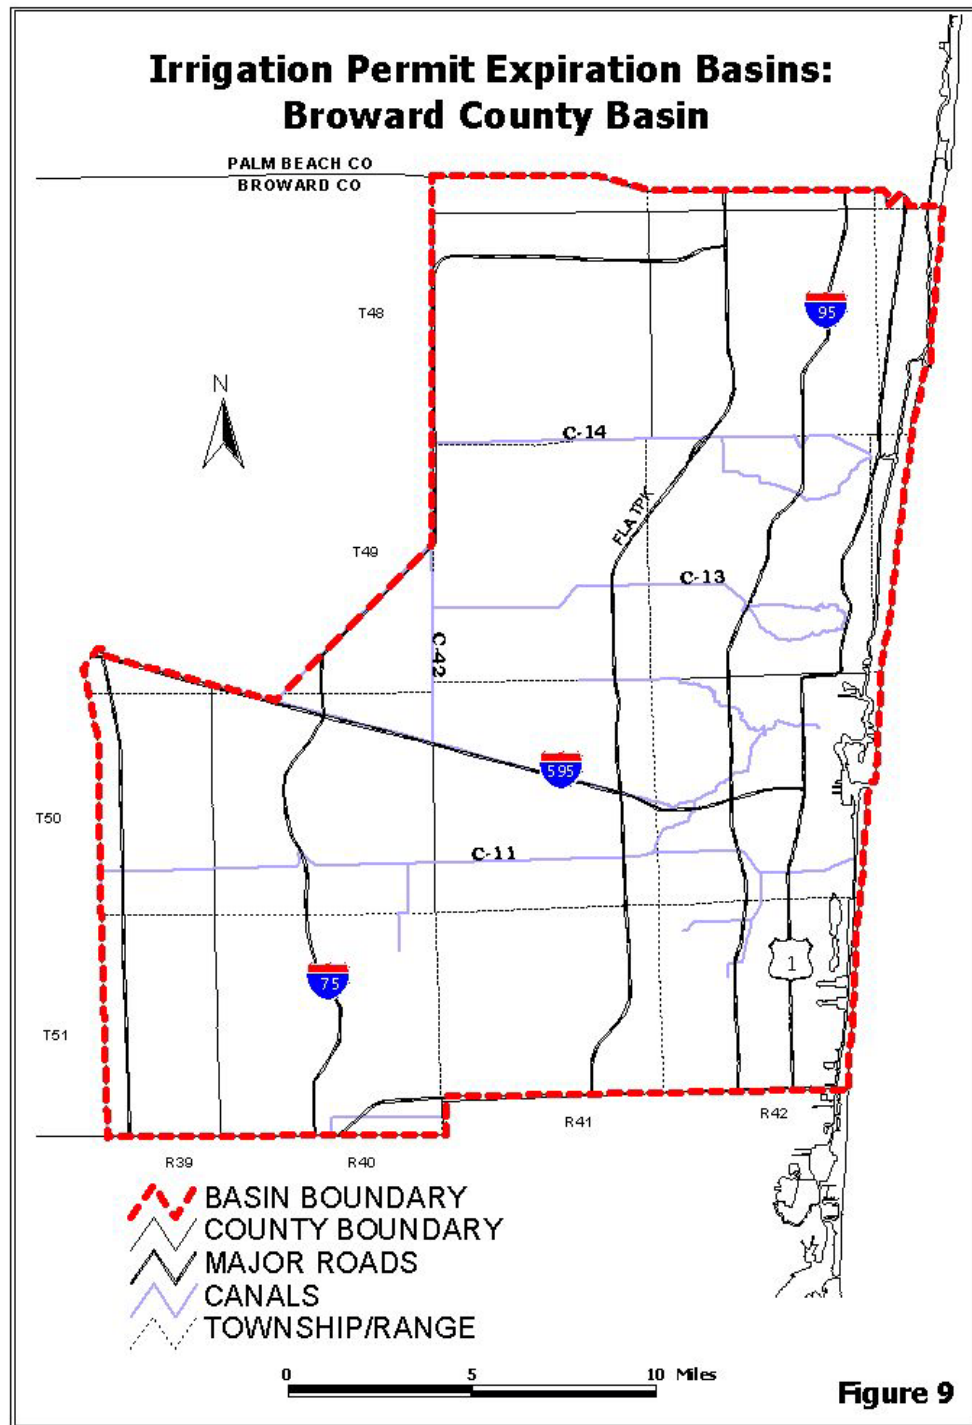 Irrigation Permit Expiration Basins:
Broward County Basin
PALM BEACH CO
BROWARD CO
T48
95
N
C-14
FLA TPK
T49
C-13
C-42
595
T50
C-11
75
1
T51
R42
R41
R39
R40
BASIN BOUNDARY
COUNTY BOUNDARY
MAJOR ROADS
CANALS
TOWNSHIP/RANGE
0 5 10 Miles
Figure 9